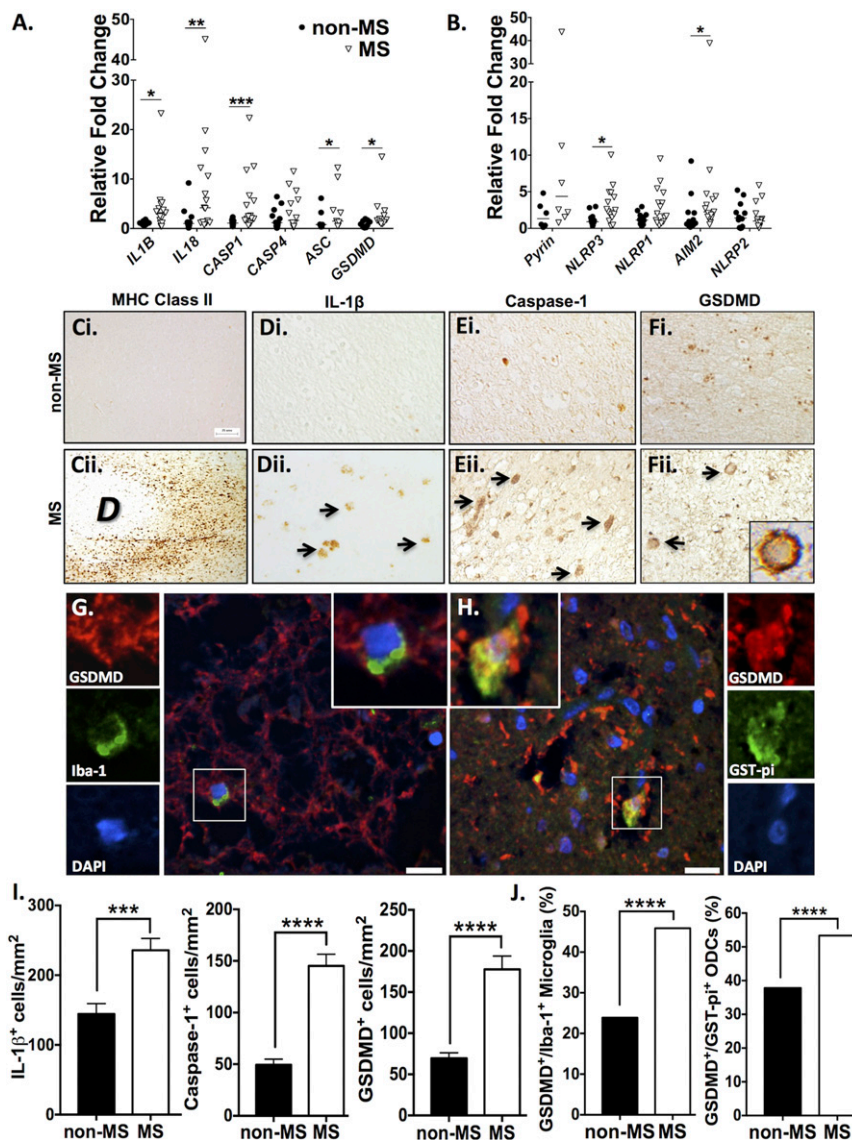 A.
Relative Fold Change
50
40
30
20
10
0
** 
* 
***
*
*
● non-MS
▽ MS
IL1B IL18 CASP1 CASP4 ASC GSDMD
B.
Relative Fold Change
50
40
30
20
15
10
5
0
*
*
Pyrin NLRP3 NLRP1 AIM2 NLRP2
MHC Class II IL-1β Caspase-1 GSDMD
non-MS
Ci. Di. Ei. Fi.
MS
Cii. Dii. Eii. Fii.
D
G. H.
GSDMD
Iba-1
DAPI
GSDMD
GST-pi
DAPI
I.
IL-1β+ cells/mm2
300
200
100
0
***
non-MS MS
Caspase-1+ cells/mm2
200
150
100
50
0
****
non-MS MS
GSDMD+ cells/mm2
250
200
150
100
50
0
****
non-MS MS
J.
GSDMD+/Iba-1+ Microglia (%)
60
40
20
0
****
non-MS MS
GSDMD+/GST-pi+ ODCs (%)
60
50
40
30
20
10
0
****
non-MS MS